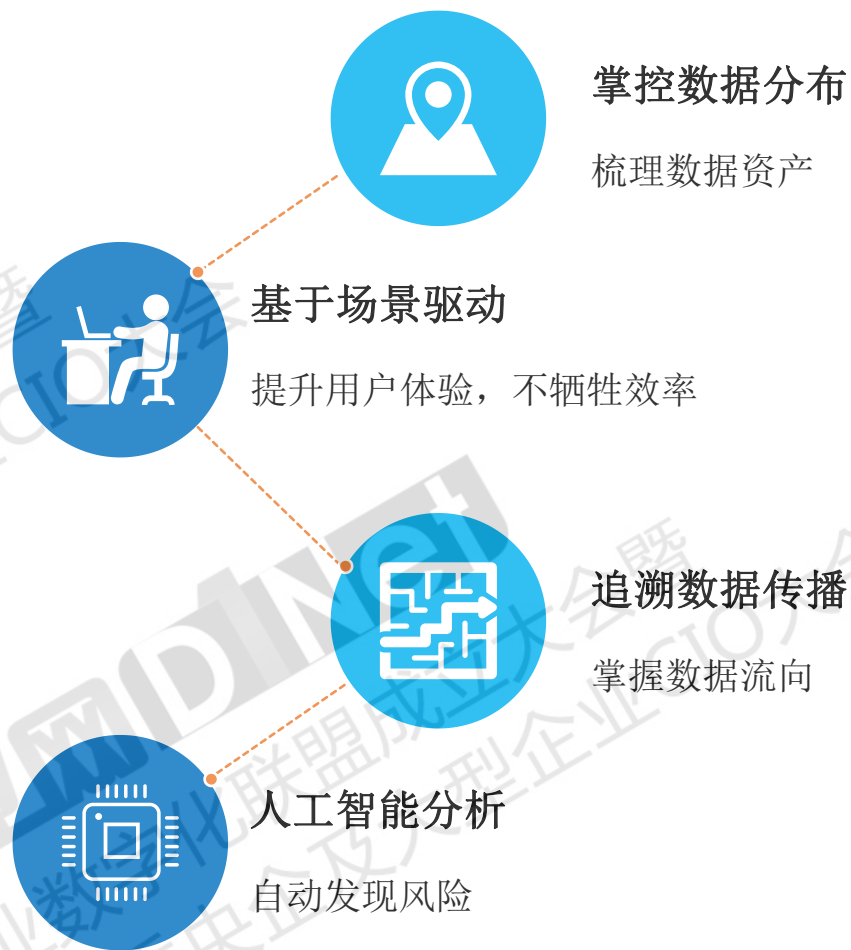 掌控数据分布
梳理数据资产
基于场景驱动
提升用户体验，不牺牲效率
追溯数据传播
掌握数据流向
人工智能分析
自动发现风险